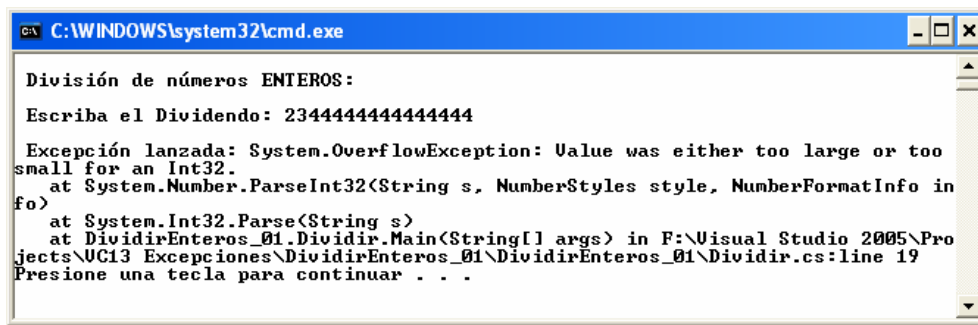 C:\WINDOWS\system32\cmd.exe
División de números ENTEROS:
Escriba el Dividendo: 2344444444444444
Excepción lanzada: System.OverflowException: Value was either too large or too
small for an Int32.
at System.Number.ParseInt32(String s, NumberStyles style, NumberFormatInfo in
fo)
at System.Int32.Parse(String s)
at DividirEnteros_01.Dividir.Main(String[] args) in F:\Visual Studio 2005\Pro
jects\VC13 Excepciones\DividirEnteros_01\DividirEnteros_01\Dividir.cs:line 19
Presione una tecla para continuar . . .